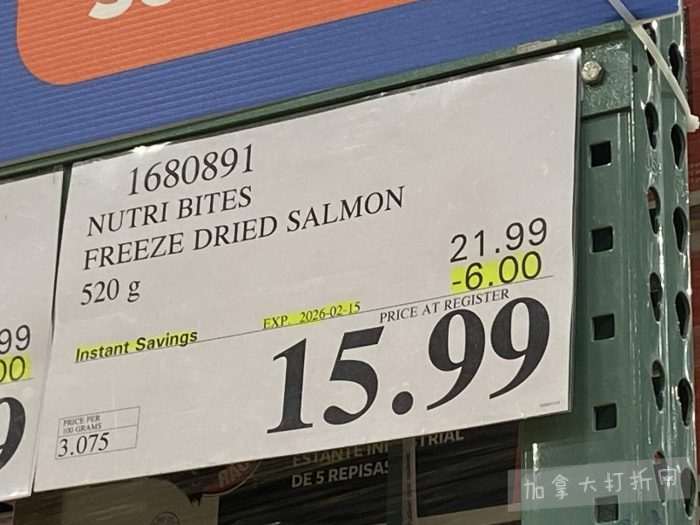 1680891
NUTRI BITES
FREEZE DRIED SALMON
520 g
21.99
-6.00
EXP. 2026-02-15
PRICE AT REGISTER
Instant Savings
15.99
PRICE PER
100 GRAMS
3.075
99
00
9
DE 5 REPISAS
加拿大打折网